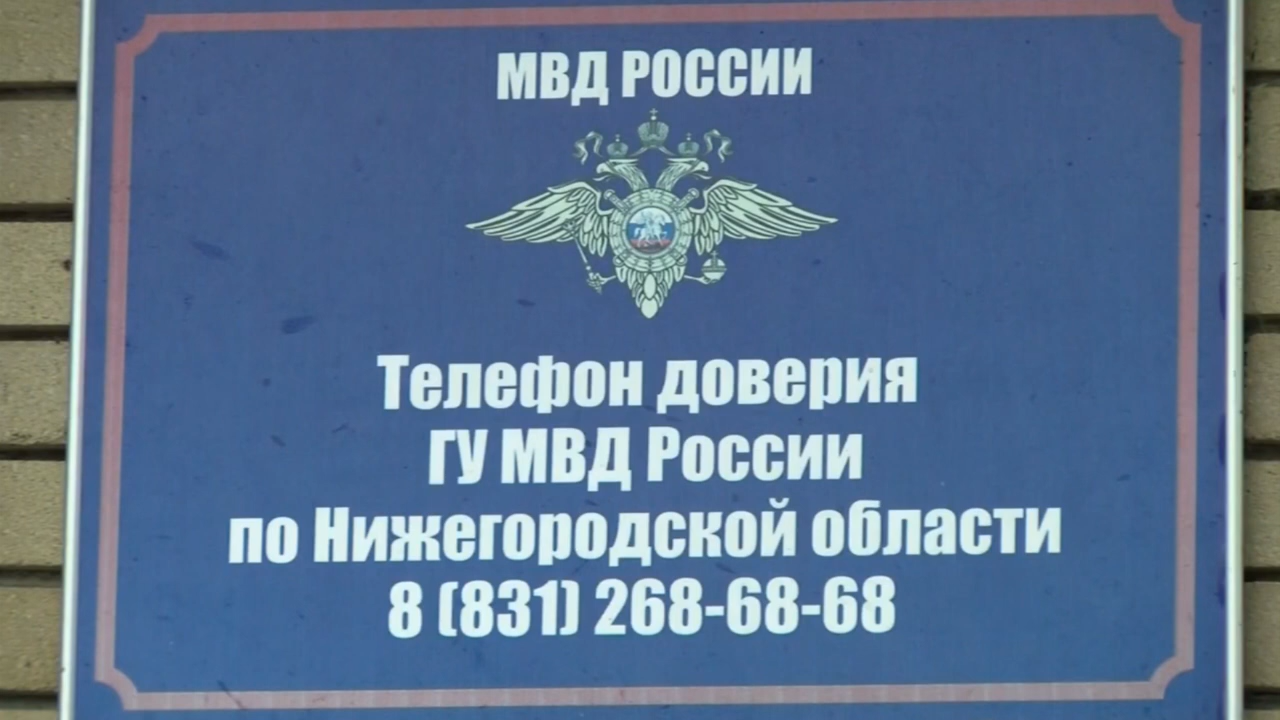 МВД РОССИИ
Телефон доверия
ГУ МВД России
по Нижегородской области
8 (831) 268-68-68